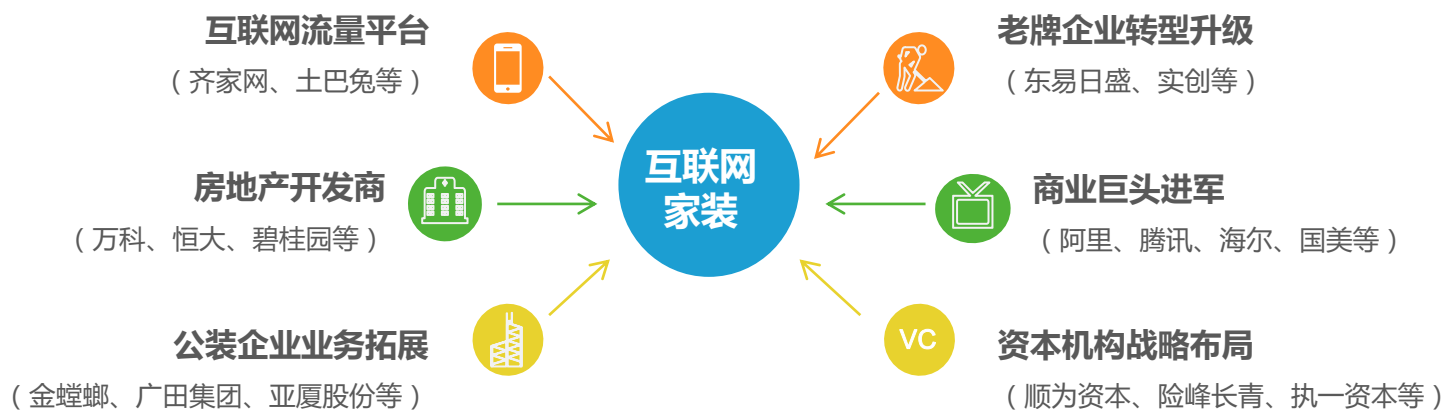 互联网流量平台
（齐家网、土巴兔等）
老牌企业转型升级
（东易日盛、实创等）
互联网
家装
房地产开发商
（万科、恒大、碧桂园等）
商业巨头进军
（阿里、腾讯、海尔、国美等）
公装企业业务拓展
（金螳螂、广田集团、亚厦股份等）
VC
资本机构战略布局
（顺为资本、险峰长青、执一资本等）